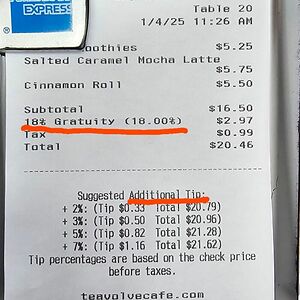 EXPRESS
Table 20
1/4/25 11:26 AM
oothies $5.25
Salted Caramel Mocha Latte
$5.75
Cinnamon Roll $5.50
Subtotal $16.50
18% Gratuity (18.00%) $2.97
Tax $0.99
Total $20.46
Suggested Additional Tip:
+ 2%: (Tip $0.33 Total $20.79)
+ 3%: (Tip $0.50 Total $20.96)
+ 5%: (Tip $0.82 Total $21.28)
+ 7%: (Tip $1.16 Total $21.62)
Tip percentages are based on the check price
before taxes.
teavolvecafe.com